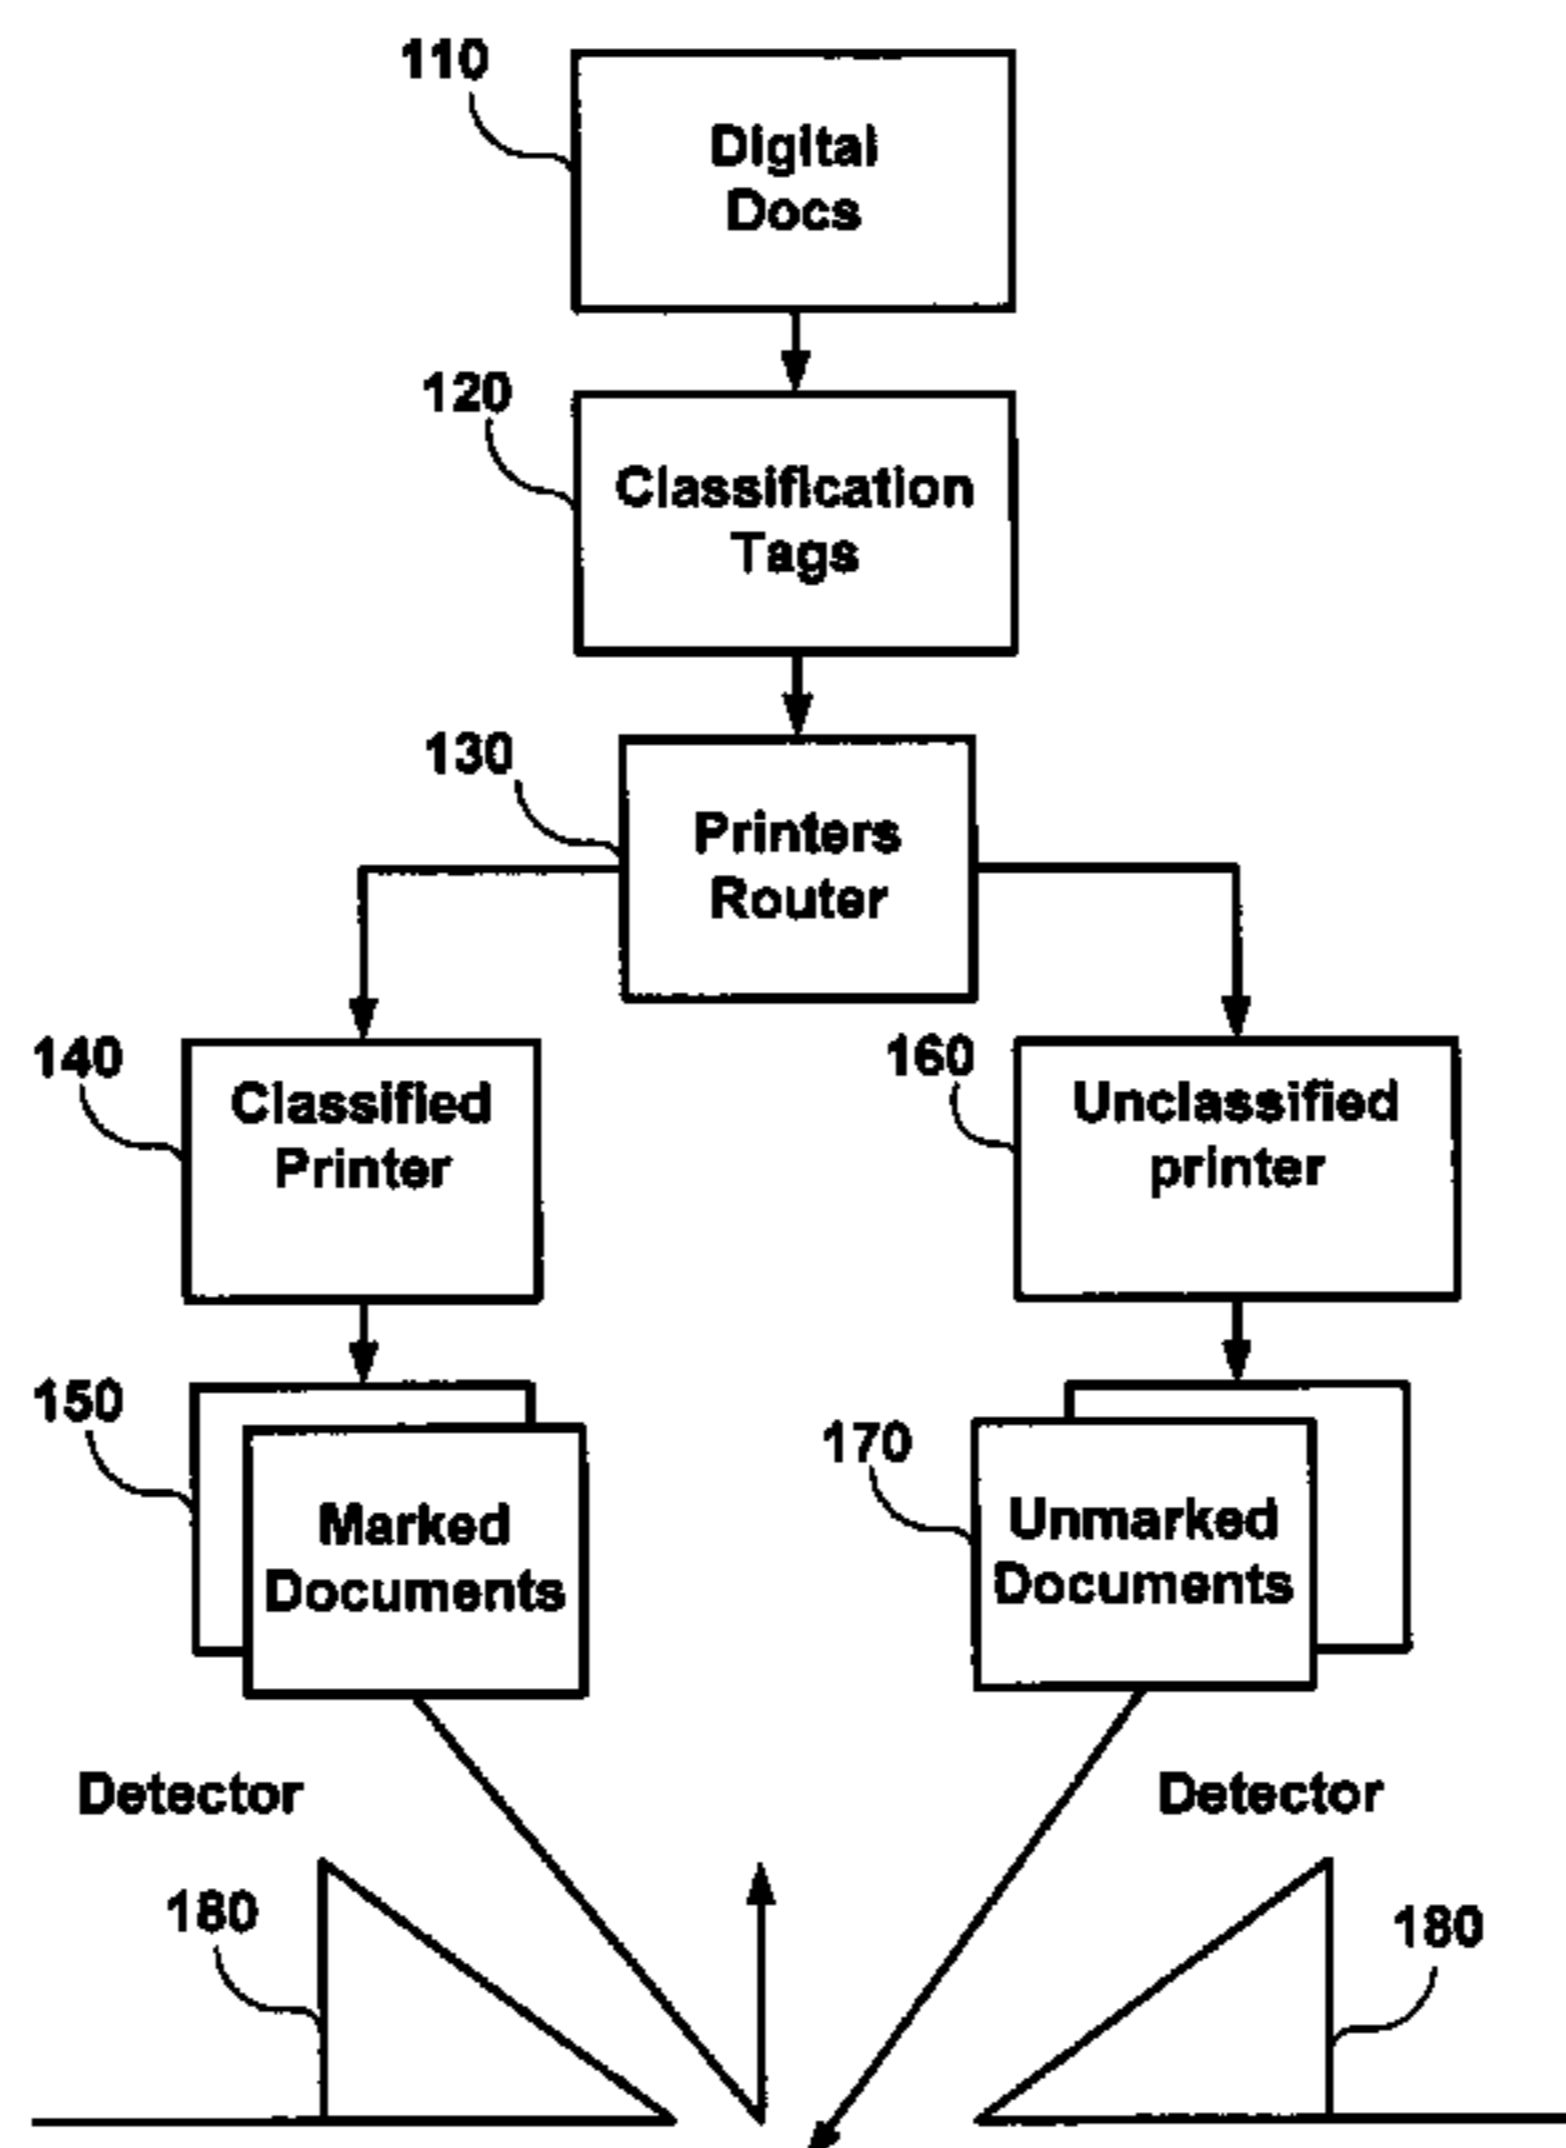 110
Digital
Docs
120
Classification
Tags
130
Printers
Router
140
Classified
Printer
160
Unclassified
printer
150
Marked
Documents
170
Unmarked
Documents
Detector
Detector
180
180